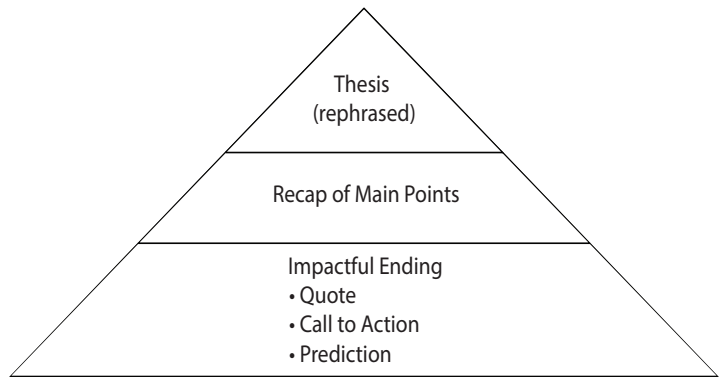 Thesis
(rephrased)
Recap of Main Points
Impactful Ending
• Quote
• Call to Action
• Prediction